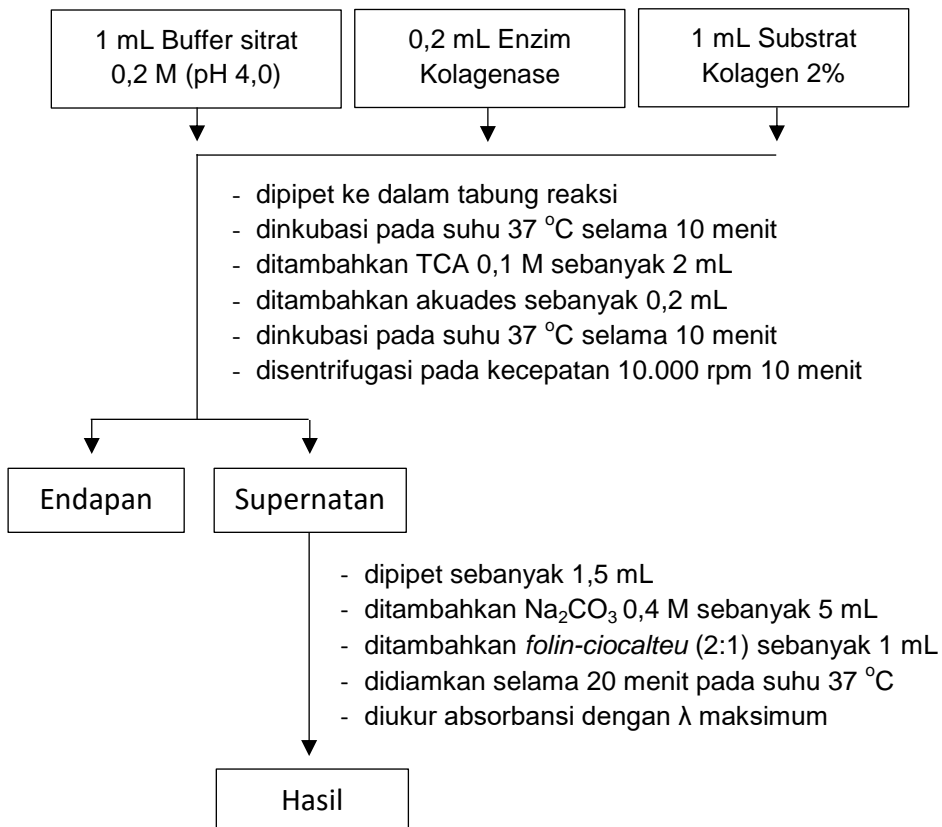 1 mL Buffer sitrat
0,2 M (pH 4,0)
0,2 mL Enzim
Kolagenase
1 mL Substrat
Kolagen 2%
- dipipet ke dalam tabung reaksi
- dinkubasi pada suhu 37 °C selama 10 menit
- ditambahkan TCA 0,1 M sebanyak 2 mL
- ditambahkan akuades sebanyak 0,2 mL
- dinkubasi pada suhu 37 °C selama 10 menit
- disentrifugasi pada kecepatan 10.000 rpm 10 menit
Endapan
Supernatan
- dipipet sebanyak 1,5 mL
- ditambahkan Na₂CO₃ 0,4 M sebanyak 5 mL
- ditambahkan folin-ciocalteu (2:1) sebanyak 1 mL
- didiamkan selama 20 menit pada suhu 37 °C
- diukur absorbansi dengan λ maksimum
Hasil